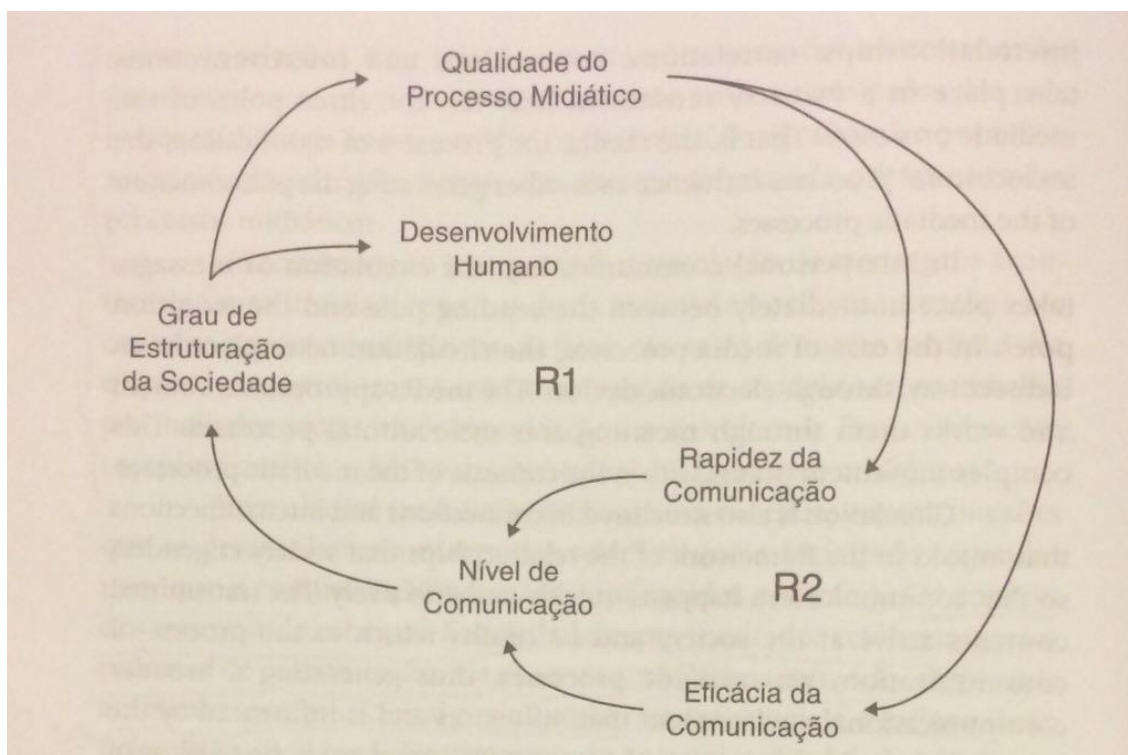 Qualidade do
Processo Midiático
Desenvolvimento
Humano
Grau de
Estruturação
da Sociedade
R1
Rapidez da
Comunicação
Nível de
Comunicação
R2
Eficácia da
Comunicação